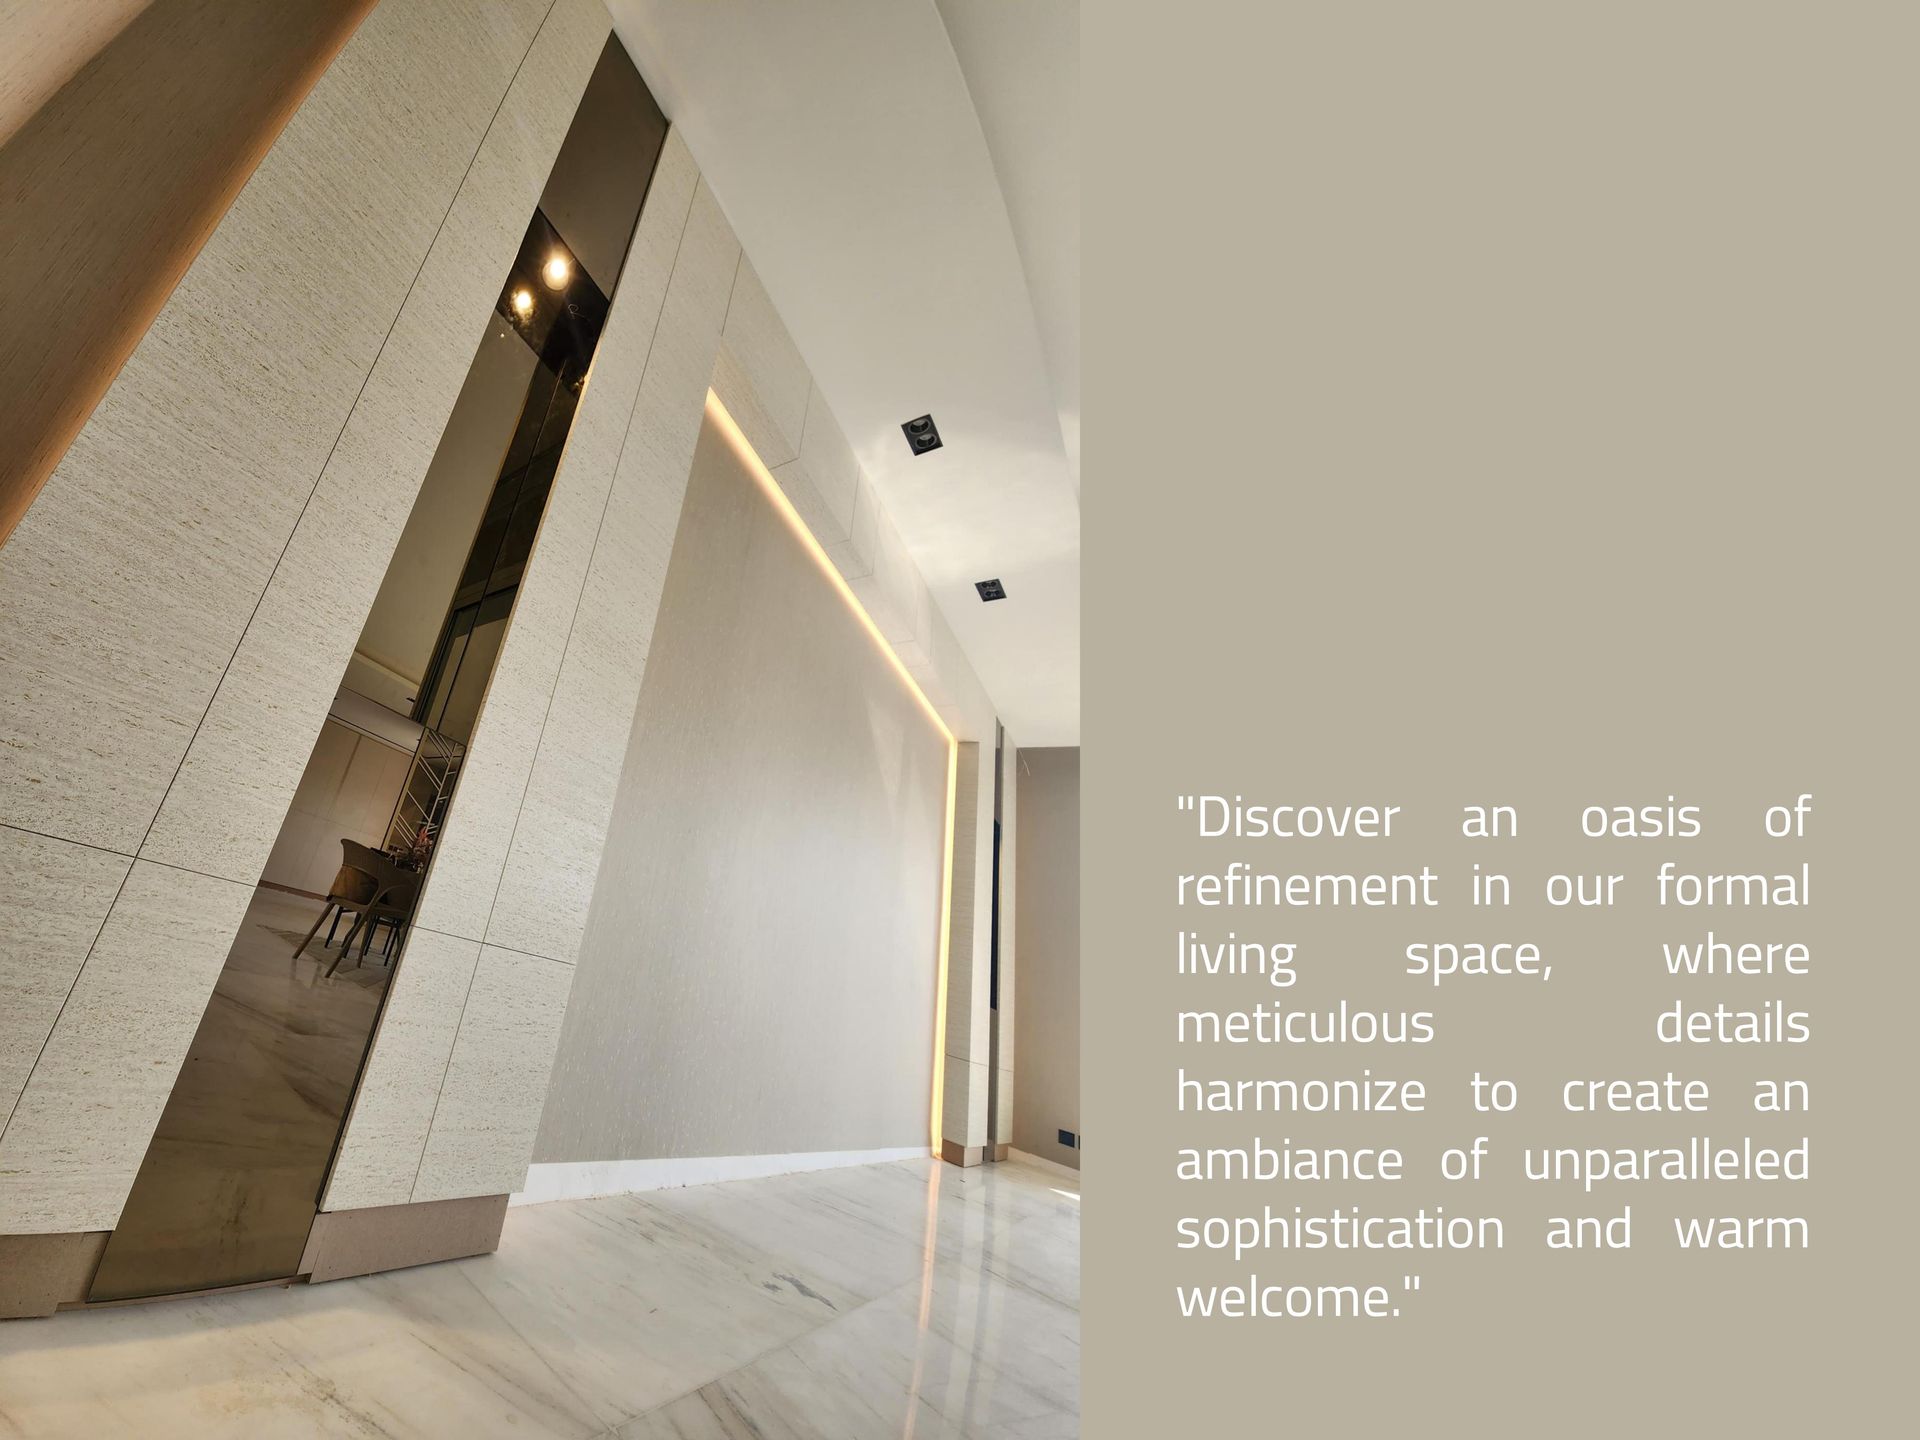 "Discover an oasis of
refinement in our formal
living space, where
meticulous details
harmonize to create an
ambiance of unparalleled
sophistication and warm
welcome."